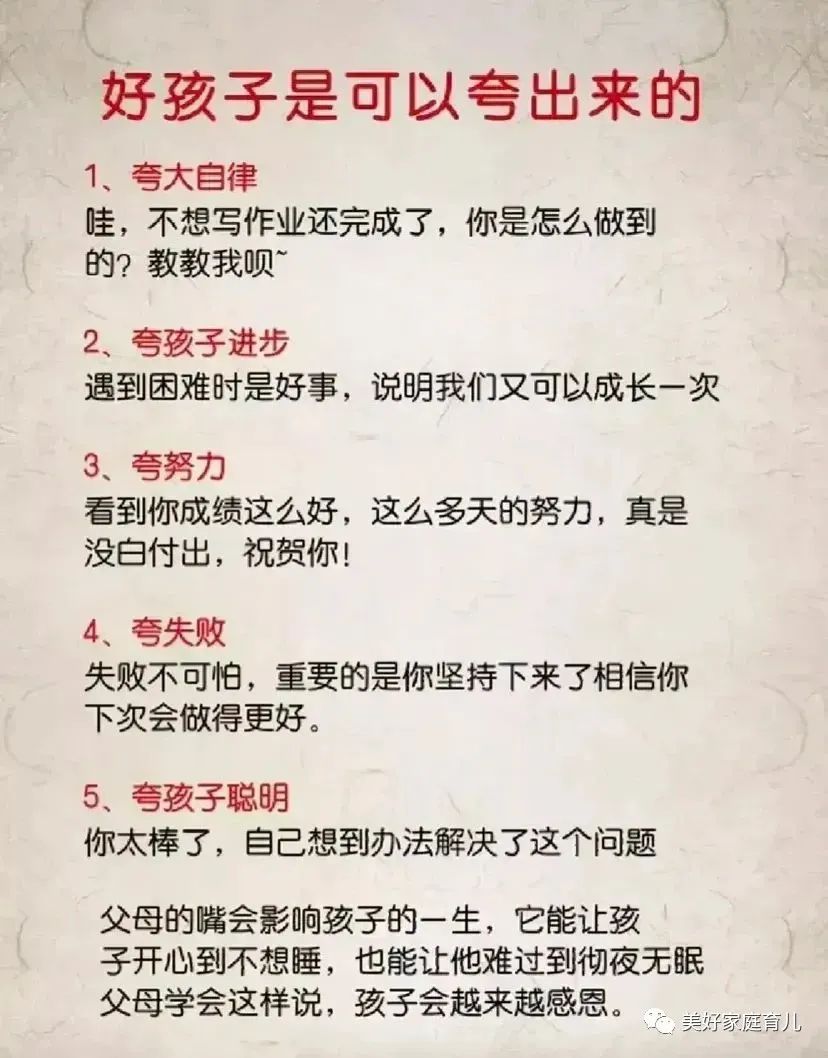 好孩子是可以夸出来的
1、夸大自律
哇，不想写作业还完成了，你是怎么做到
的？教教我呗~
2、夸孩子进步
遇到困难时是好事，说明我们又可以成长一次
3、夸努力
看到你成绩这么好，这么多天的努力，真是
没白付出，祝贺你！
4、夸失败
失败不可怕，重要的是你坚持下来了相信你
下次会做得更好。
5、夸孩子聪明
你太棒了，自己想到办法解决了这个问题
父母的嘴会影响孩子的一生，它能让孩
子开心到不想睡，也能让他难过到彻夜无眠
父母学会这样说，孩子会越来越感恩。
美好家庭育儿